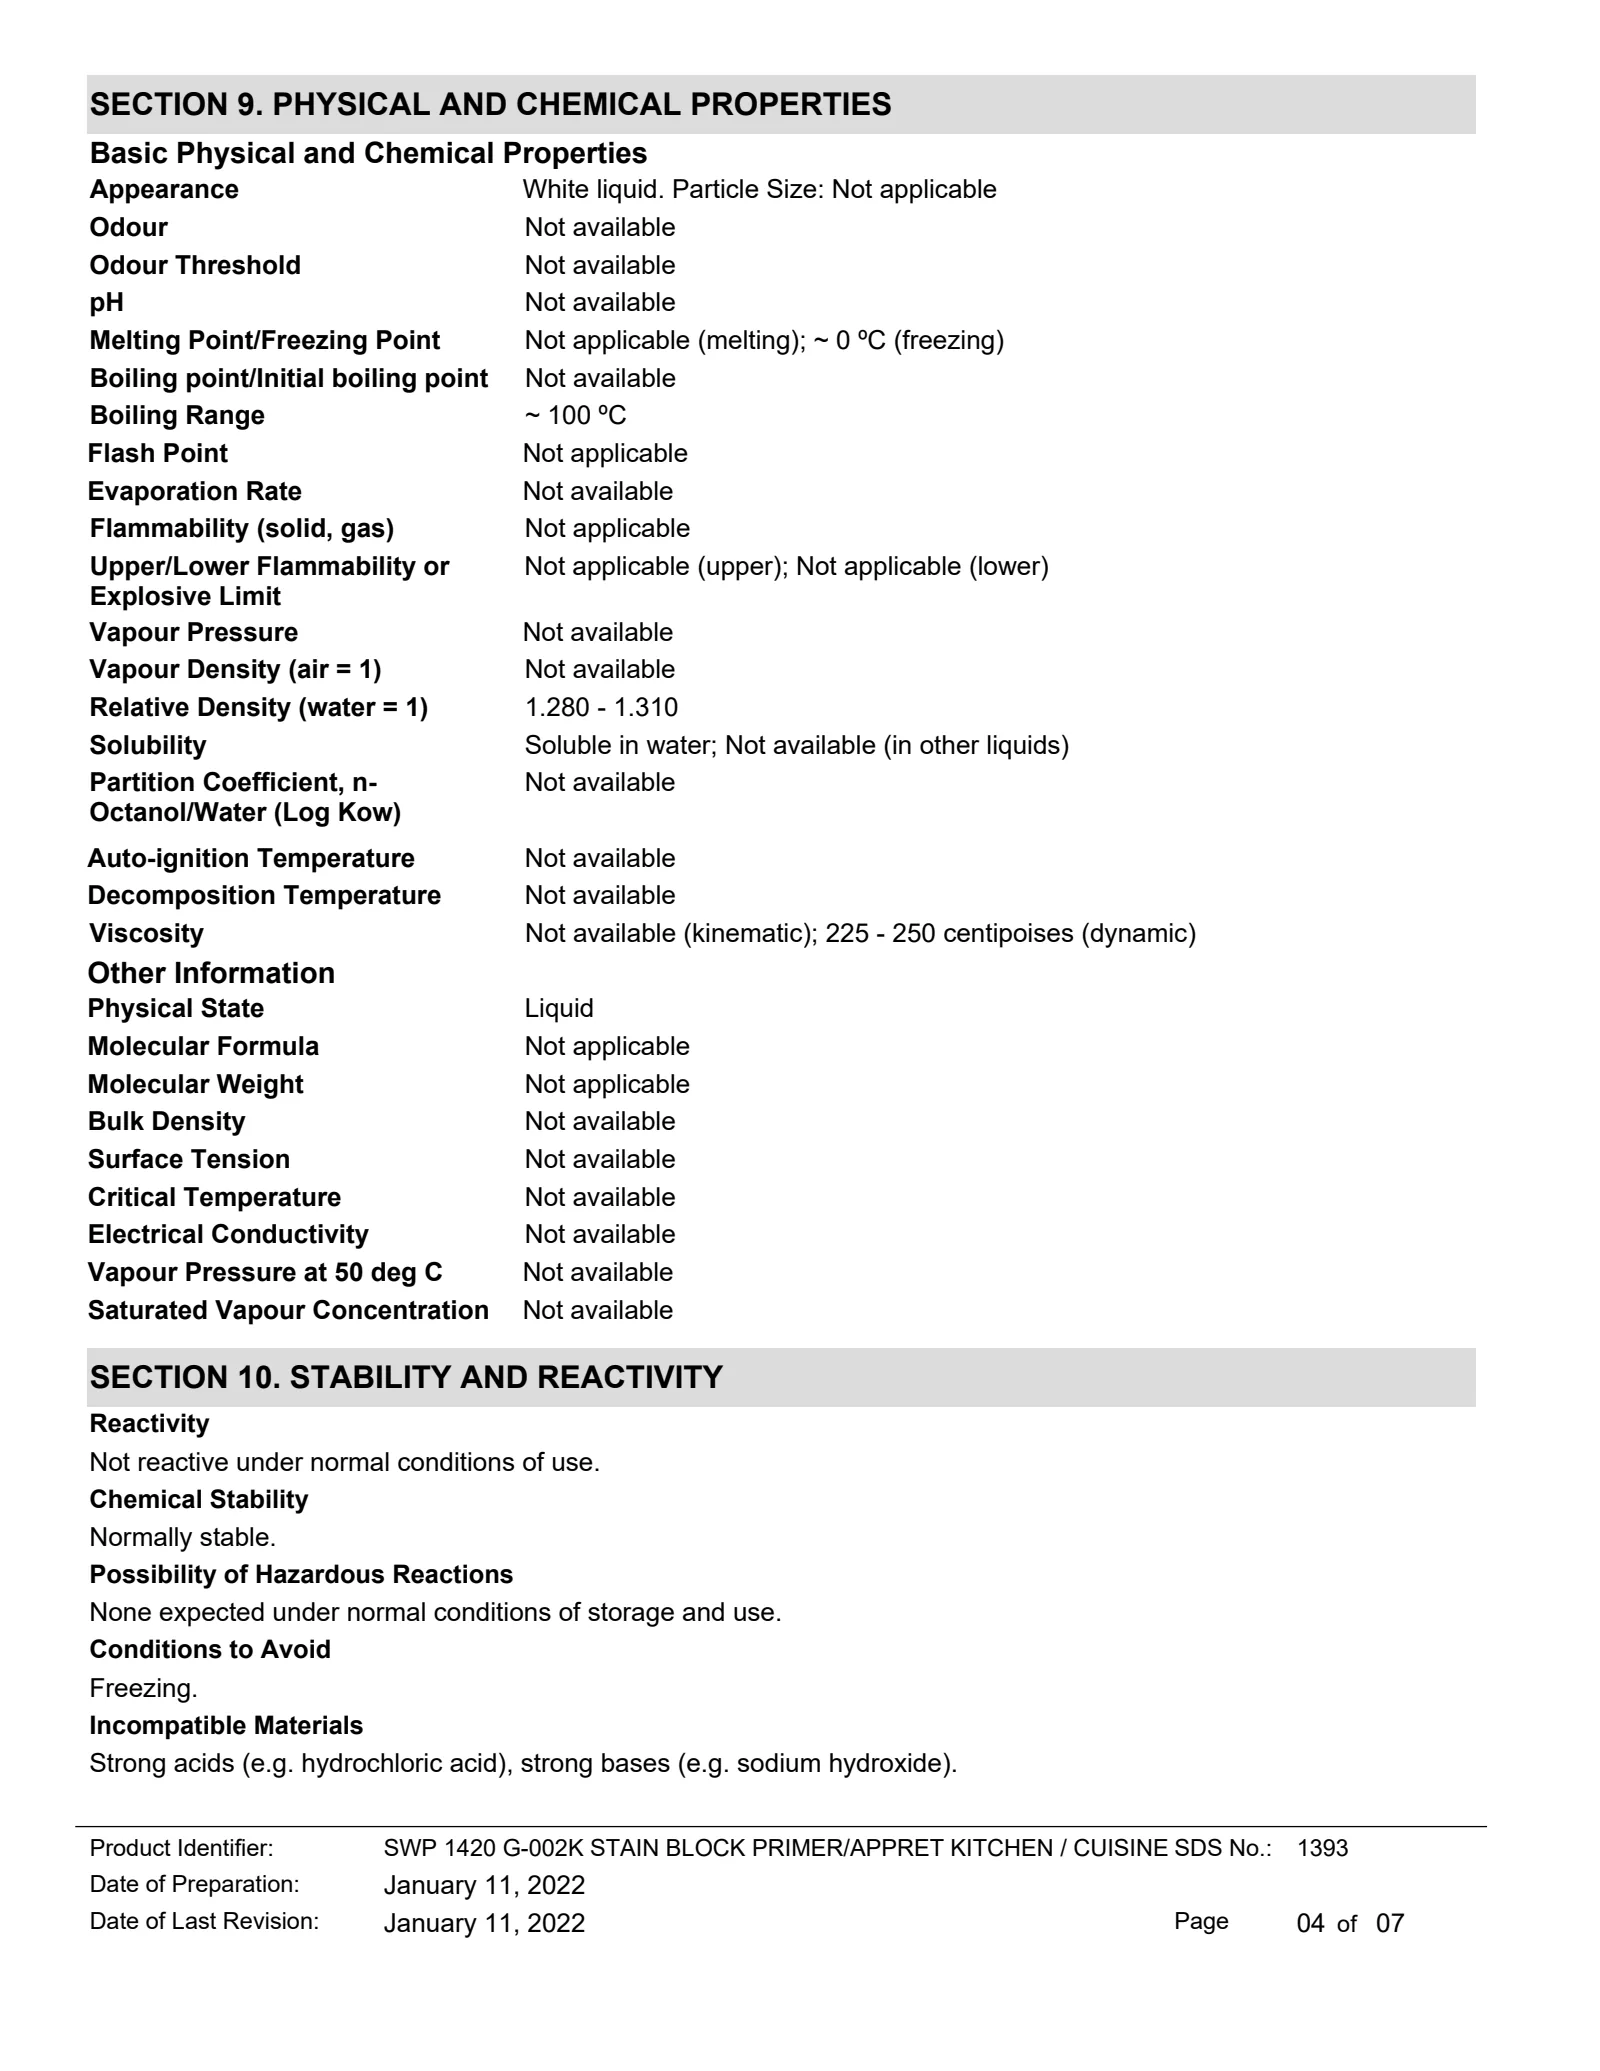 SECTION 9. PHYSICAL AND CHEMICAL PROPERTIES
Basic Physical and Chemical Properties
Appearance White liquid. Particle Size: Not applicable
Odour Not available
Odour Threshold Not available
pH Not available
Melting Point/Freezing Point Not applicable (melting); ~ 0 ºC (freezing)
Boiling point/Initial boiling point Not available
Boiling Range ~ 100 ºC
Flash Point Not applicable
Evaporation Rate Not available
Flammability (solid, gas) Not applicable
Upper/Lower Flammability or Not applicable (upper); Not applicable (lower)
Explosive Limit
Vapour Pressure Not available
Vapour Density (air = 1) Not available
Relative Density (water = 1) 1.280 - 1.310
Solubility Soluble in water; Not available (in other liquids)
Partition Coefficient, n- Not available
Octanol/Water (Log Kow)
Auto-ignition Temperature Not available
Decomposition Temperature Not available
Viscosity Not available (kinematic); 225 - 250 centipoises (dynamic)
Other Information
Physical State Liquid
Molecular Formula Not applicable
Molecular Weight Not applicable
Bulk Density Not available
Surface Tension Not available
Critical Temperature Not available
Electrical Conductivity Not available
Vapour Pressure at 50 deg C Not available
Saturated Vapour Concentration Not available
SECTION 10. STABILITY AND REACTIVITY
Reactivity
Not reactive under normal conditions of use.
Chemical Stability
Normally stable.
Possibility of Hazardous Reactions
None expected under normal conditions of storage and use.
Conditions to Avoid
Freezing.
Incompatible Materials
Strong acids (e.g. hydrochloric acid), strong bases (e.g. sodium hydroxide).
Product Identifier: SWP 1420 G-002K STAIN BLOCK PRIMER/APPRET KITCHEN / CUISINE SDS No.: 1393
Date of Preparation: January 11, 2022
Date of Last Revision: January 11, 2022 Page 04 of 07